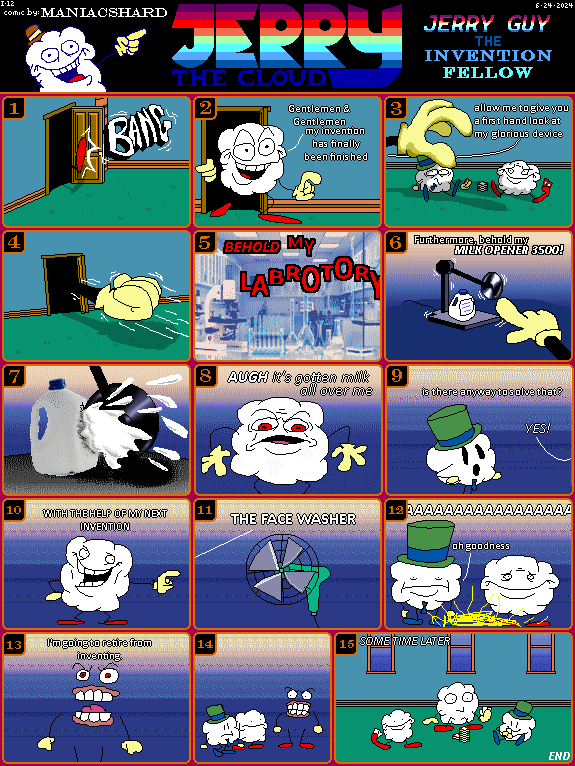 I-12
comic by: MANIACSHARD
JERRY
THE CLOUD
6-24-2024
JERRY GUY
THE
INVENTION
FELLOW
1
BANG
2
Gentlemen &
Gentlemen
my invention
has finally
been finished
3
allow me to give you
a first hand look at
my glorious device
4
5
BEHOLD MY
LABROTORY
6
Furthermore, behold my
MILK OPENER 3500!
7
8
AUGH it's gotten milk
all over me
9
is there anyway to solve that?
YES!
10
WITH THE HELP OF MY NEXT
INVENTION
11
THE FACE WASHER
12
AAAAAAAAAAAAAAAAA
oh goodness
13
I'm going to retire from
inventing.
14
15
SOME TIME LATER
END